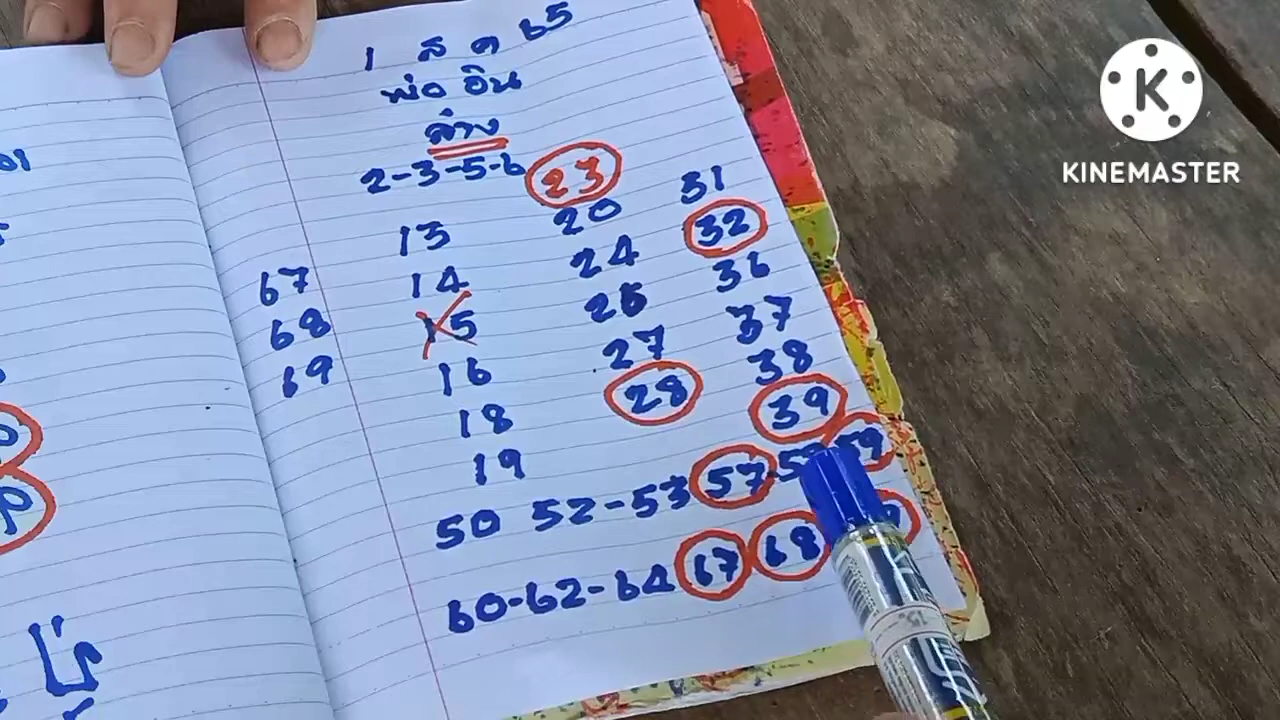 1 ส ค 65
พ่อ อิน
ล่าง
2-3-5-6 23
13 20 31
67 14 24 32
68 15 25 36
69 16 27 37
18 28 38
19 39
50 52-53 57 59
60-62-64 67 68
K
KINEMASTER